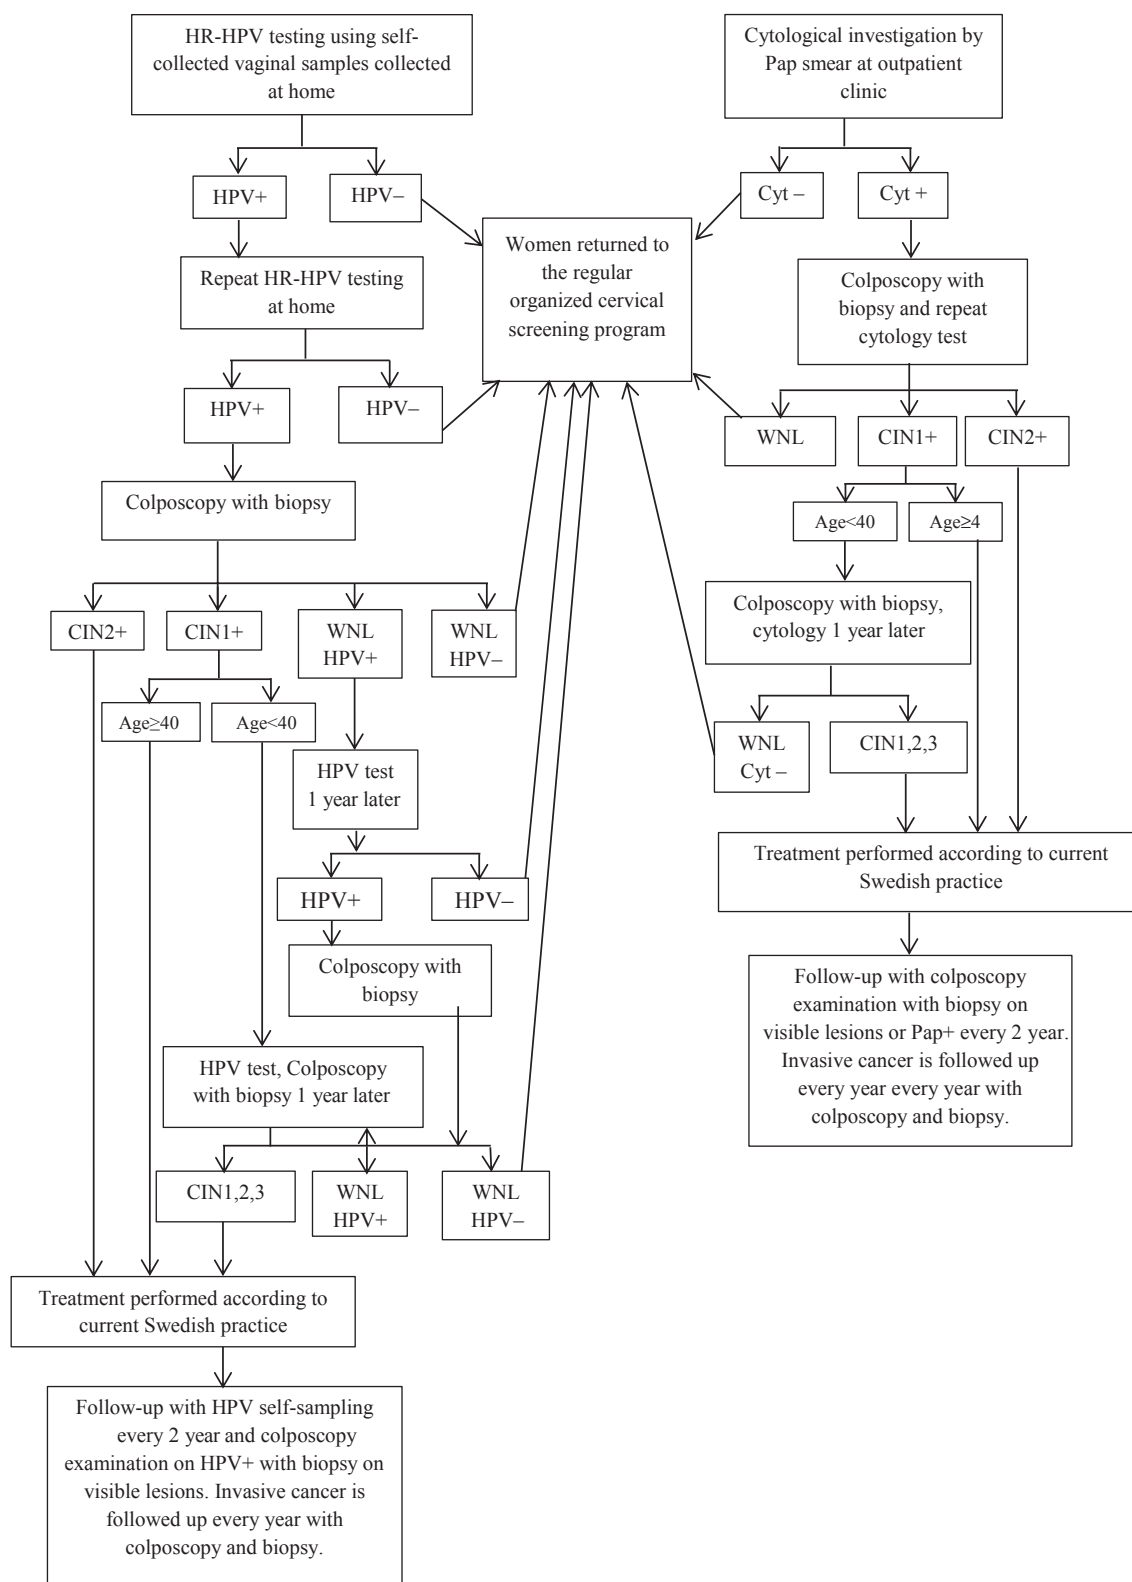 HR-HPV testing using self-
collected vaginal samples collected
at home
Cytological investigation by
Pap smear at outpatient
clinic
HPV+
HPV–
Cyt –
Cyt +
Women returned to
the regular
organized cervical
screening program
Repeat HR-HPV testing
at home
Colposcopy with
biopsy and repeat
cytology test
HPV+
HPV–
WNL
CIN1+
CIN2+
Colposcopy with biopsy
Age<40
Age≥4
CIN2+
CIN1+
WNL
HPV+
WNL
HPV–
Colposcopy with biopsy,
cytology 1 year later
Age≥40
Age<40
WNL
Cyt –
CIN1,2,3
HPV test
1 year later
HPV+
HPV–
Treatment performed according to current
Swedish practice
Colposcopy with
biopsy
Follow-up with colposcopy
examination with biopsy on
visible lesions or Pap+ every 2 year.
Invasive cancer is followed up
every year every year with
colposcopy and biopsy.
HPV test, Colposcopy
with biopsy 1 year later
CIN1,2,3
WNL
HPV+
WNL
HPV–
Treatment performed according to
current Swedish practice
Follow-up with HPV self-sampling
every 2 year and colposcopy
examination on HPV+ with biopsy on
visible lesions. Invasive cancer is
followed up every year with
colposcopy and biopsy.